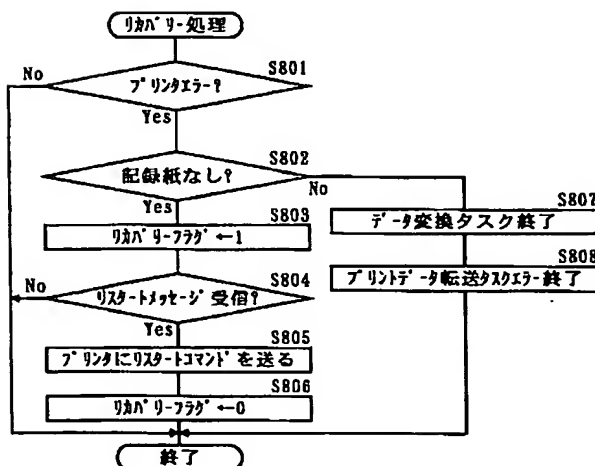 ﾘｶﾊﾞﾘｰ処理
S801
No
ﾌﾟﾘﾝﾀｴﾗｰ?
Yes
S802
記録紙なし?
No
Yes
S803
ﾘｶﾊﾞﾘｰﾌﾗｸﾞ←1
S807
ﾃﾞｰﾀ変換タスク終了
S804
No
ﾘｽﾀｰﾄﾒｯｾｰｼﾞ受信?
S808
ﾌﾟﾘﾝﾄﾃﾞｰﾀ転送ﾀｽｸｴﾗｰ終了
Yes
S805
ﾌﾟﾘﾝﾀにﾘｽﾀｰﾄｺﾏﾝﾄﾞを送る
S806
ﾘｶﾊﾞﾘｰﾌﾗｸﾞ←0
終了